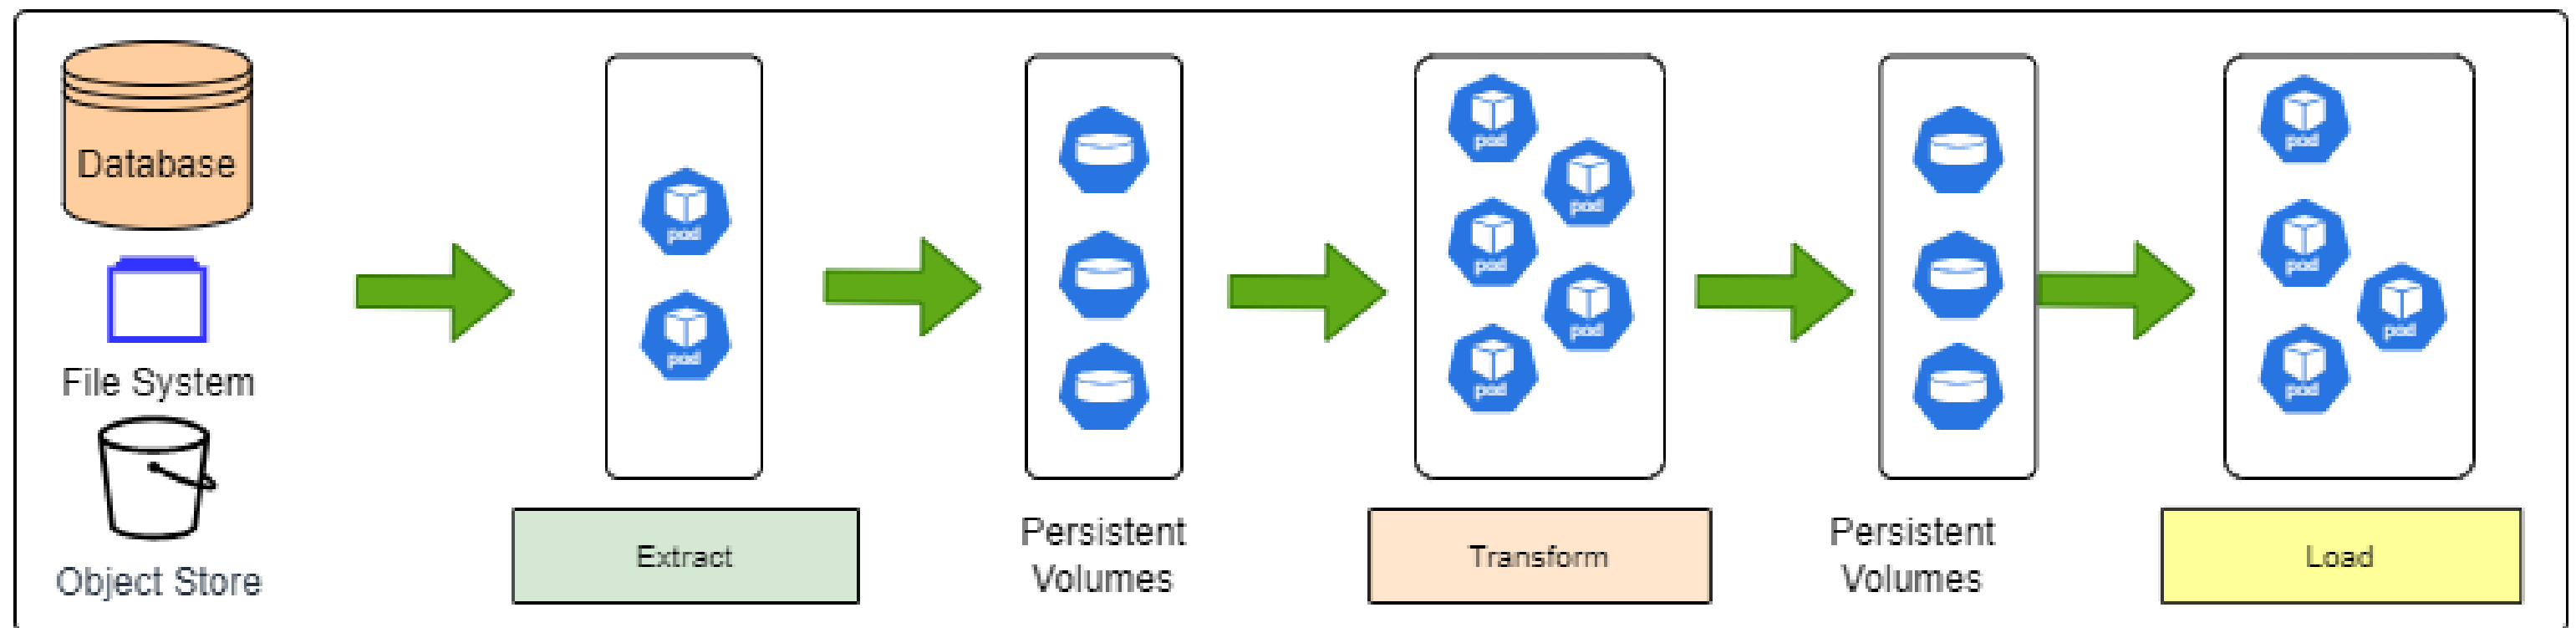 Database
File System
Object Store
pod
pod
Extract
Persistent
Volumes
pod
pod
pod
pod
pod
Transform
Persistent
Volumes
pod
pod
pod
pod
Load